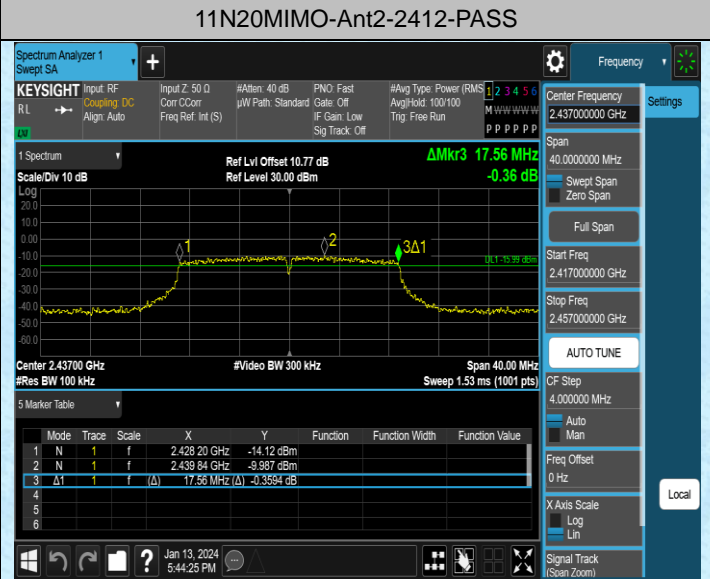 11N20MIMO-Ant2-2412-PASS
Spectrum Analyzer 1
Swept SA
Frequency
KEYSIGHT
RL
Input: RF
Coupling: DC
Align: Auto
Input Z: 50 Ω
Corr CCorr
Freq Ref: Int (S)
#Atten: 40 dB
µW Path: Standard
PNO: Fast
Gate: Off
IF Gain: Low
Sig Track: Off
#Avg Type: Power (RMS
Avg|Hold: 100/100
Trig: Free Run
1 2 3 4 5 6
M W W W W W
P P P P P P
1 Spectrum
Scale/Div 10 dB
Ref Lvl Offset 10.77 dB
Ref Level 30.00 dBm
ΔMkr3 17.56 MHz
-0.36 dB
Log
20.0
10.0
0.00
-10.0
-20.0
-30.0
-40.0
-50.0
-60.0
1
2
3Δ1
DL1 -15.99 dBm
Center 2.43700 GHz
#Res BW 100 kHz
#Video BW 300 kHz
Span 40.00 MHz
Sweep 1.53 ms (1001 pts)
5 Marker Table
Mode Trace Scale X Y Function Function Width Function Value
1 N 1 f 2.428 20 GHz -14.12 dBm
2 N 1 f 2.439 84 GHz -9.987 dBm
3 Δ1 1 f (Δ) 17.56 MHz (Δ) -0.3594 dB
4
5
6
?
Jan 13, 2024
5:44:25 PM
Center Frequency
2.437000000 GHz
Span
40.0000000 MHz
Swept Span
Zero Span
Full Span
Start Freq
2.417000000 GHz
Stop Freq
2.457000000 GHz
AUTO TUNE
CF Step
4.000000 MHz
Auto
Man
Freq Offset
0 Hz
X Axis Scale
Log
Lin
Signal Track
(Span Zoom)
Settings
Local